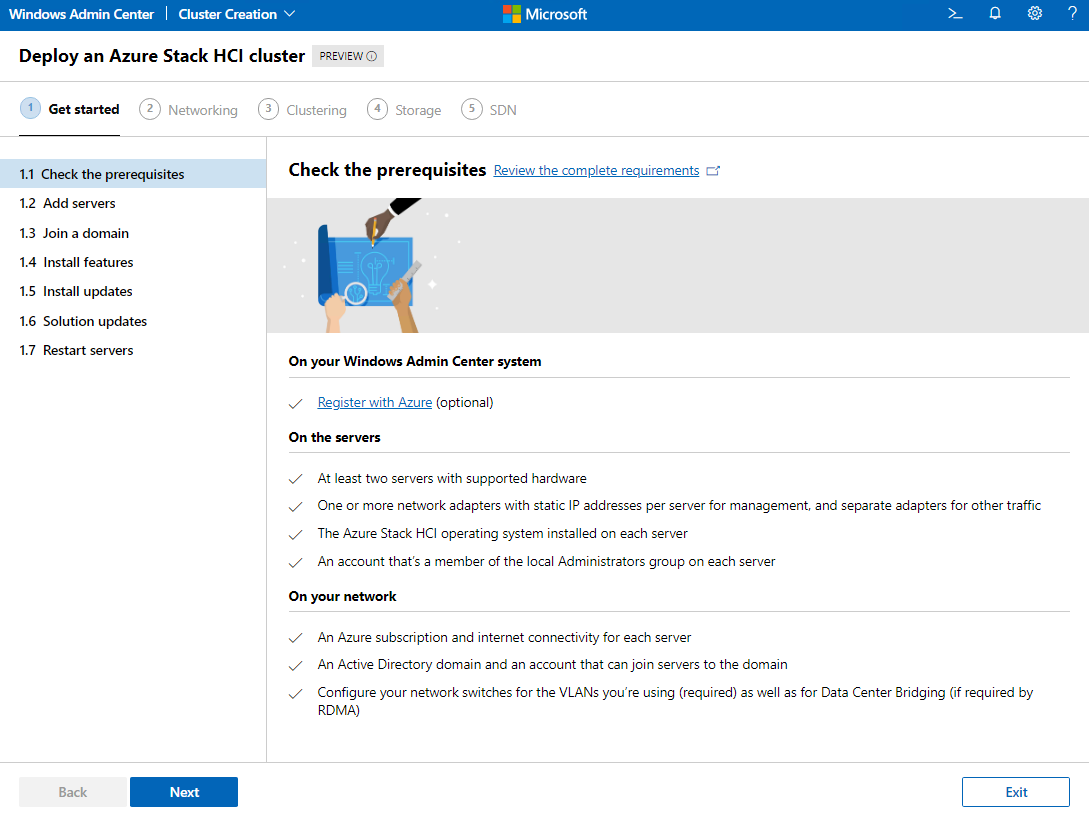 Windows Admin Center | Cluster Creation
Microsoft
Deploy an Azure Stack HCI cluster PREVIEW
1 Get started 2 Networking 3 Clustering 4 Storage 5 SDN
1.1 Check the prerequisites
1.2 Add servers
1.3 Join a domain
1.4 Install features
1.5 Install updates
1.6 Solution updates
1.7 Restart servers
Check the prerequisites Review the complete requirements
On your Windows Admin Center system
Register with Azure (optional)
On the servers
At least two servers with supported hardware
One or more network adapters with static IP addresses per server for management, and separate adapters for other traffic
The Azure Stack HCI operating system installed on each server
An account that's a member of the local Administrators group on each server
On your network
An Azure subscription and internet connectivity for each server
An Active Directory domain and an account that can join servers to the domain
Configure your network switches for the VLANs you're using (required) as well as for Data Center Bridging (if required by
RDMA)
Back Next Exit